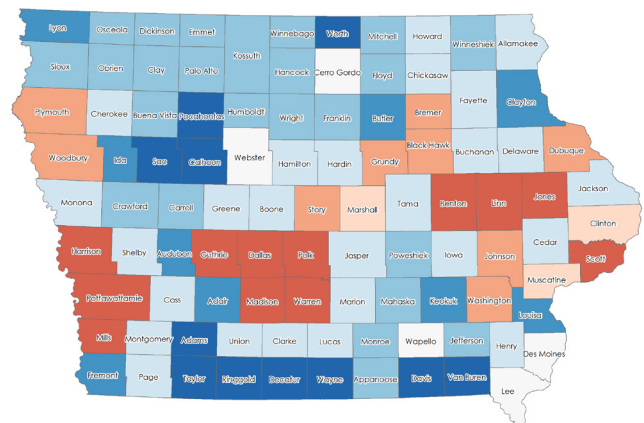 Lyon Osceola Dickinson Emmet Winnebago Worth Mitchell Howard Winneshiek Allamakee
Kossuth
Sioux Obrien Clay Palo Alto Hancock Cerro Gordo Floyd Chickasaw
Fayette Clayton
Plymouth Cherokee Buena Vista Pocahontas Humboldt Wright Franklin Butler Bremer
Woodbury Ida Sac Calhoun Webster Hamilton Hardin Grundy Black Hawk Buchanan Delaware Dubuque
Jackson
Monona Crawford Carroll Greene Boone Story Marshall Tama Benton Linn Jones
Clinton
Harrison Shelby Audubon Guthrie Dallas Polk Jasper Poweshiek Iowa Johnson Cedar Scott
Muscatine
Pottawattamie Cass Adair Madison Warren Marion Mahaska Keokuk Washington
Louisa
Mills Montgomery Adams Union Clarke Lucas Monroe Wapello Jefferson Henry Des Moines
Fremont Page Taylor Ringgold Decatur Wayne Appanoose Davis Van Buren Lee